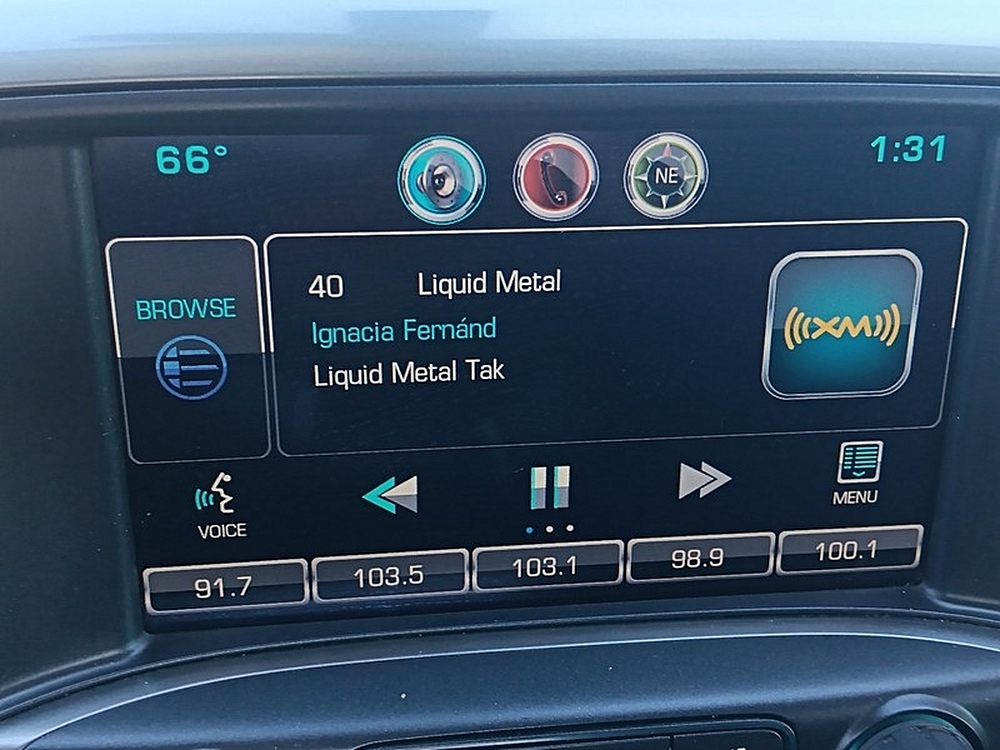 66°
NE
1:31
BROWSE
40 Liquid Metal
Ignacia Fernánd
Liquid Metal Tak
((XM))
VOICE
MENU
91.7
103.5
103.1
98.9
100.1